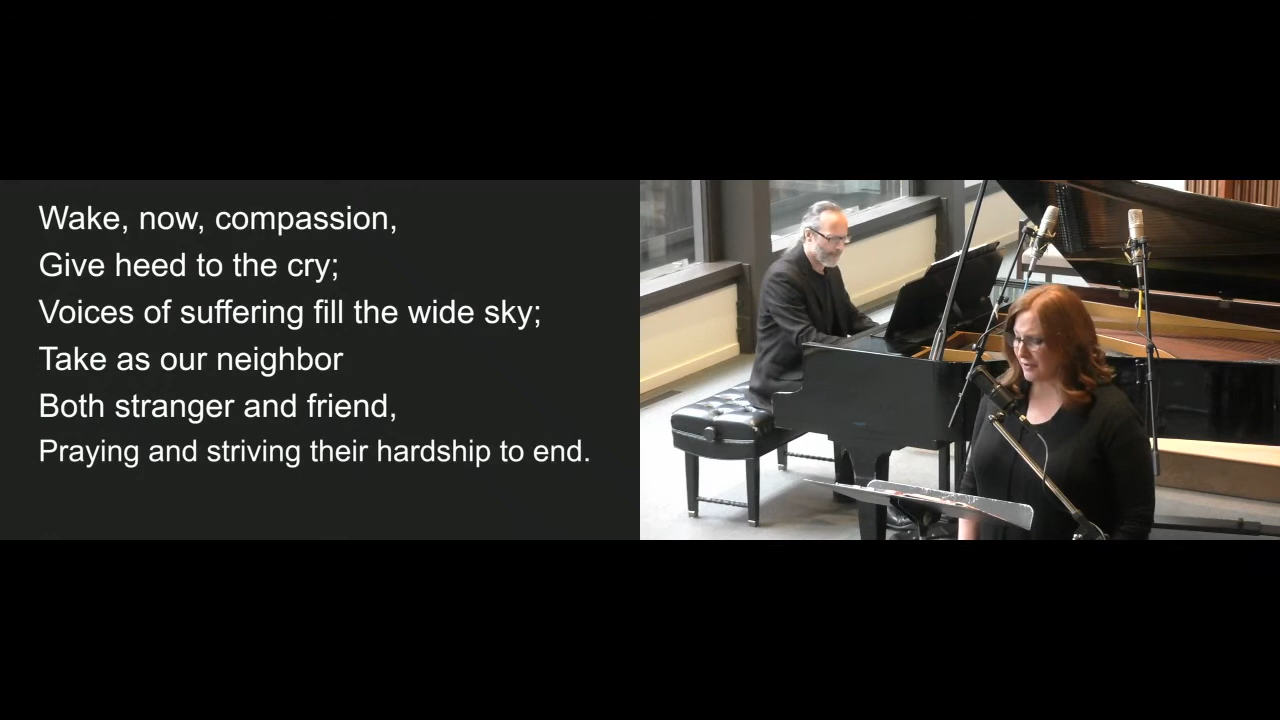 Wake, now, compassion,
Give heed to the cry;
Voices of suffering fill the wide sky;
Take as our neighbor
Both stranger and friend,
Praying and striving their hardship to end.